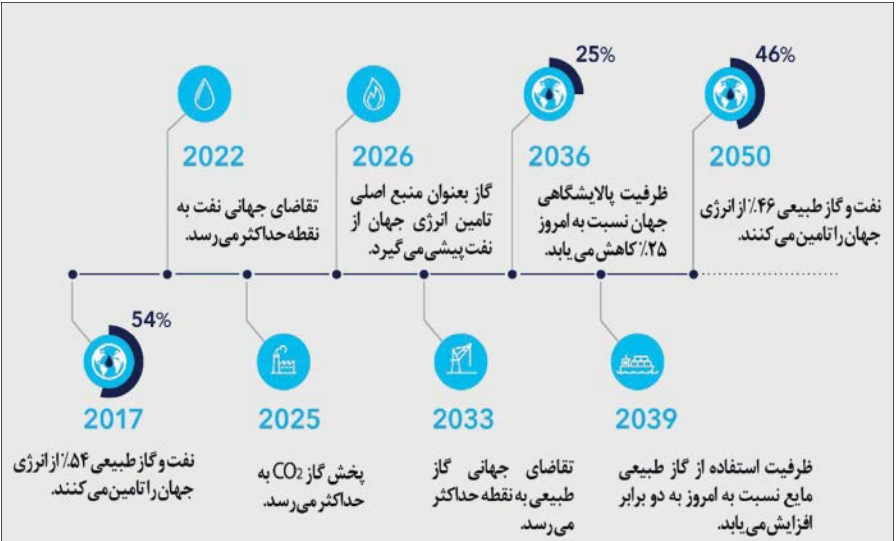 25%
46%
2022
2026
2036
2050
تقاضای جهانی نفت به
نقطه حداکثر می‌رسد.
گاز بعنوان منبع اصلی
تامین انرژی جهان از
نفت پیشی می‌گیرد.
ظرفیت پالایشگاهی
جهان نسبت به امروز
۲۵٪ کاهش می‌یابد.
نفت و گاز طبیعی ۴۶٪ از انرژی
جهان را تامین می‌کنند.
54%
2017
2025
2033
2039
نفت و گاز طبیعی ۵۴٪ از انرژی
جهان را تامین می‌کنند.
پخش گاز CO2 به
حداکثر می‌رسد.
تقاضای جهانی گاز
طبیعی به نقطه حداکثر
می‌رسد.
ظرفیت استفاده از گاز طبیعی
مایع نسبت به امروز به دو برابر
افزایش می‌یابد.